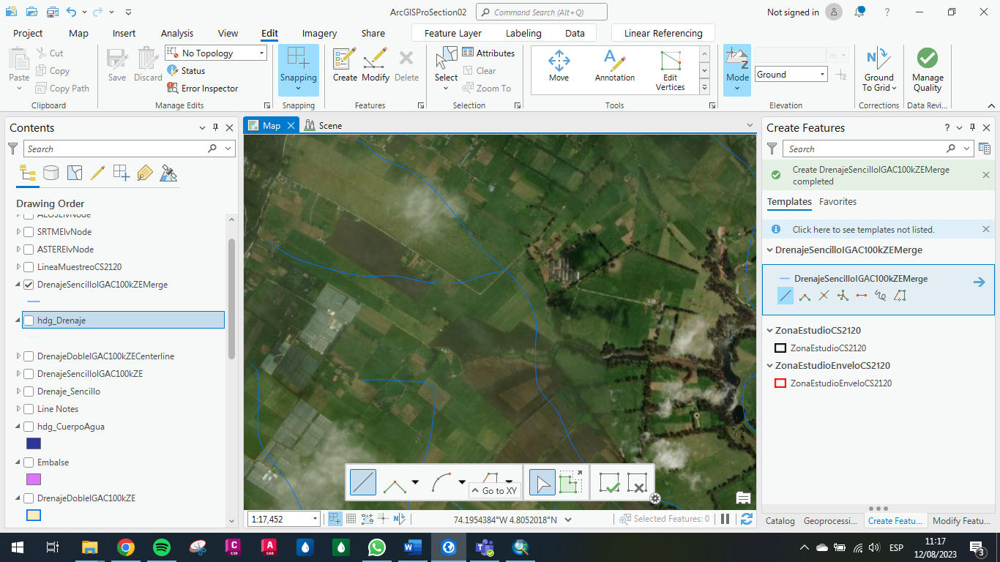 ArcGISProSection02
Command Search (Alt+Q)
Not signed in
?
Project
Map
Insert
Analysis
View
Edit
Imagery
Share
Feature Layer
Labeling
Data
Linear Referencing
Paste
Cut
Copy
Copy Path
Clipboard
Save
Discard
No Topology
Status
Error Inspector
Manage Edits
Snapping
Snapping
Create
Modify
Delete
Features
Select
Attributes
Clear
Zoom To
Selection
Move
Annotation
Edit
Vertices
Tools
Mode
Ground
m
Elevation
Ground
To Grid
Corrections
Manage
Quality
Data Revi...
Contents
Search
Drawing Order
ALOSElvNode
SRTMElvNode
ASTERElvNode
LineaMuestreoCS2120
DrenajeSencilloIGAC100kZEMerge
hdg_Drenaje
DrenajeDobleIGAC100kZECenterline
DrenajeSencilloIGAC100kZE
Drenaje_Sencillo
Line Notes
hdg_CuerpoAgua
Embalse
DrenajeDobleIGAC100kZE
Map
Scene
Go to XY
1:17,452
74.1954384°W 4.8052018°N
Selected Features: 0
Create Features
?
Search
Create DrenajeSencilloIGAC100kZEMerge
completed
Templates
Favorites
Click here to see templates not listed.
DrenajeSencilloIGAC100kZEMerge
DrenajeSencilloIGAC100kZEMerge
ZonaEstudioCS2120
ZonaEstudioCS2120
ZonaEstudioEnveloCS2120
ZonaEstudioEnveloCS2120
Catalog
Geoprocessi...
Create Featu...
Modify Featu...
ESP
11:17
12/08/2023
3